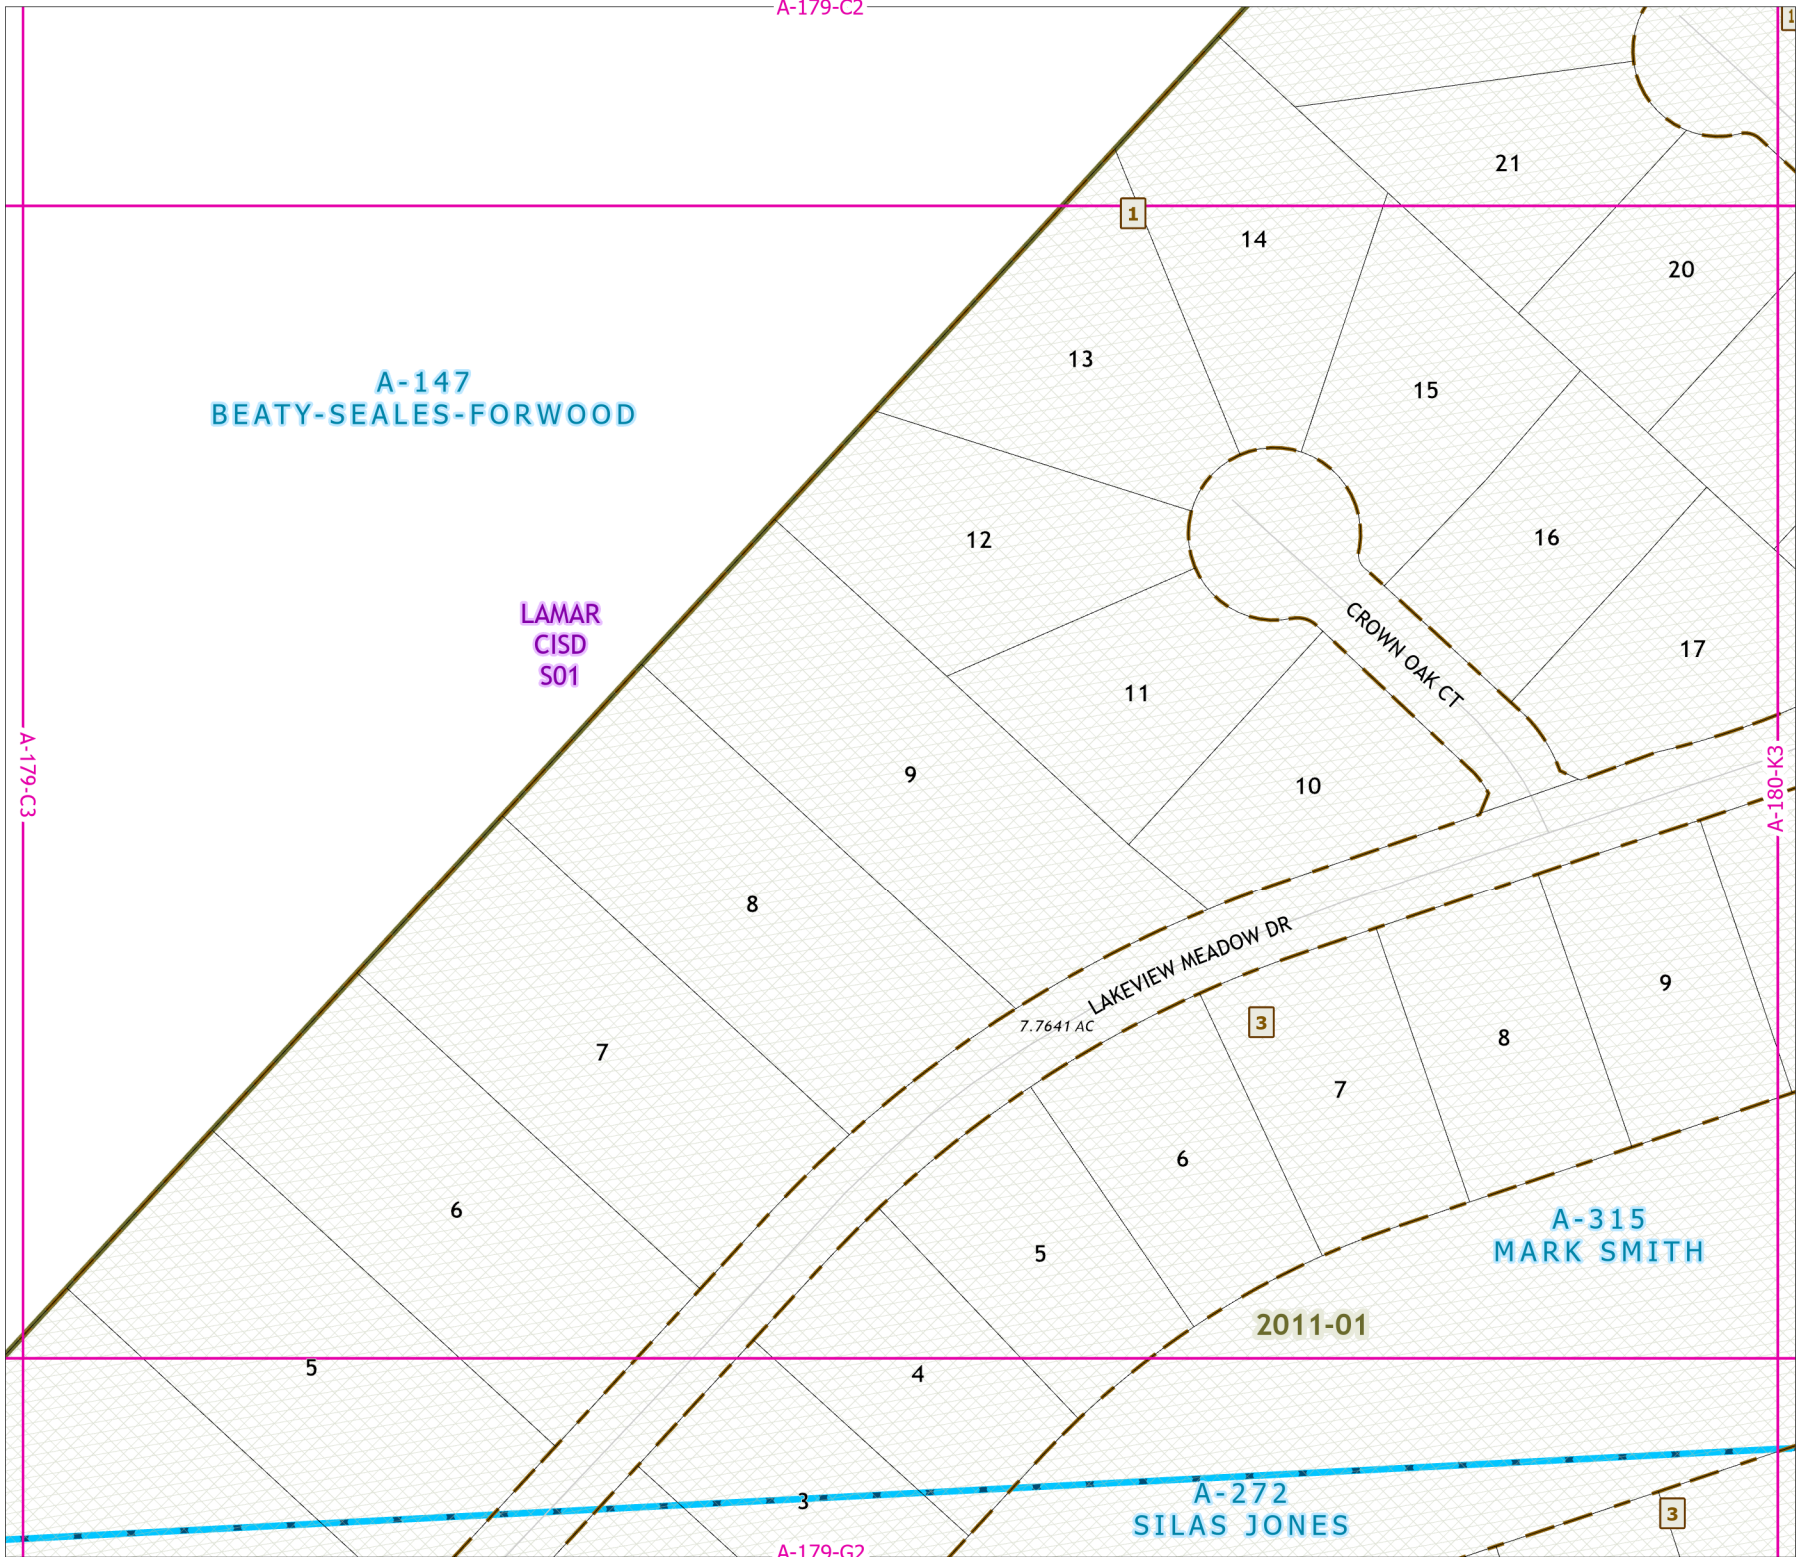 A-179-C2
1
21
1
14
20
13
A-147
BEATY-SEALES-FORWOOD
15
12
16
LAMAR
CISD
S01
CROWN OAK CT
17
11
A-179-C3
9
10
A-180-K3
8
LAKEVIEW MEADOW DR
7.7641 AC
3
9
7
8
7
6
6
A-315
MARK SMITH
5
2011-01
5
4
3
A-272
SILAS JONES
3
A-179-G2